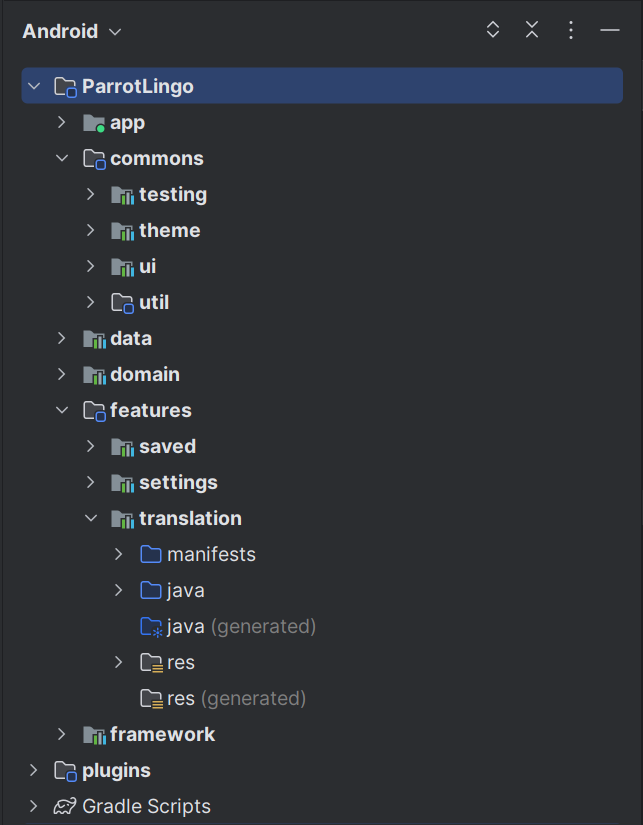 Android
ParrotLingo
app
commons
testing
theme
ui
util
data
domain
features
saved
settings
translation
manifests
java
java (generated)
res
res (generated)
framework
plugins
Gradle Scripts